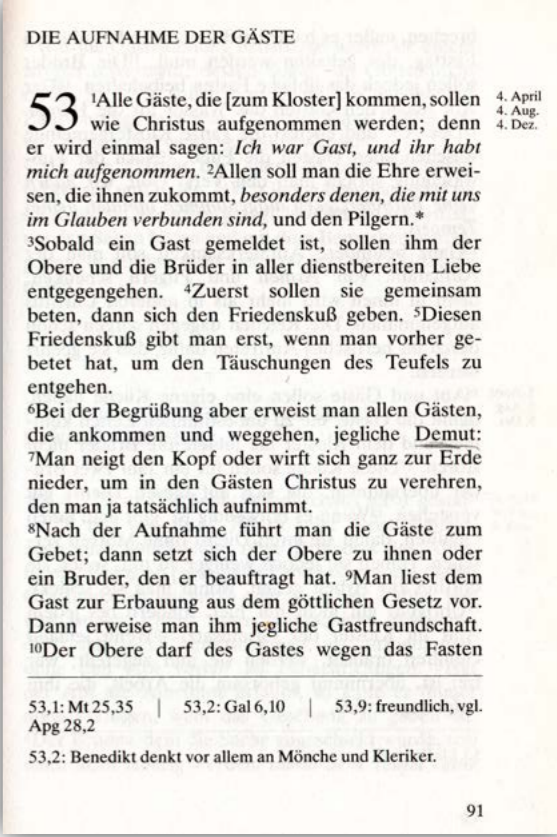 DIE AUFNAHME DER GÄSTE
53 ¹Alle Gäste, die [zum Kloster] kommen, sollen
wie Christus aufgenommen werden; denn
er wird einmal sagen: Ich war Gast, und ihr habt
mich aufgenommen. ²Allen soll man die Ehre erwei-
sen, die ihnen zukommt, besonders denen, die mit uns
im Glauben verbunden sind, und den Pilgern.*
³Sobald ein Gast gemeldet ist, sollen ihm der
Obere und die Brüder in aller dienstbereiten Liebe
entgegengehen. ⁴Zuerst sollen sie gemeinsam
beten, dann sich den Friedenskuß geben. ⁵Diesen
Friedenskuß gibt man erst, wenn man vorher ge-
betet hat, um den Täuschungen des Teufels zu
entgehen.
⁶Bei der Begrüßung aber erweist man allen Gästen,
die ankommen und weggehen, jegliche Demut:
⁷Man neigt den Kopf oder wirft sich ganz zur Erde
nieder, um in den Gästen Christus zu verehren,
den man ja tatsächlich aufnimmt.
⁸Nach der Aufnahme führt man die Gäste zum
Gebet; dann setzt sich der Obere zu ihnen oder
ein Bruder, den er beauftragt hat. ⁹Man liest dem
Gast zur Erbauung aus dem göttlichen Gesetz vor.
Dann erweise man ihm jegliche Gastfreundschaft.
¹⁰Der Obere darf des Gastes wegen das Fasten
4. April
4. Aug.
4. Dez.
53,1: Mt 25,35 | 53,2: Gal 6,10 | 53,9: freundlich, vgl.
Apg 28,2
53,2: Benedikt denkt vor allem an Mönche und Kleriker.
91